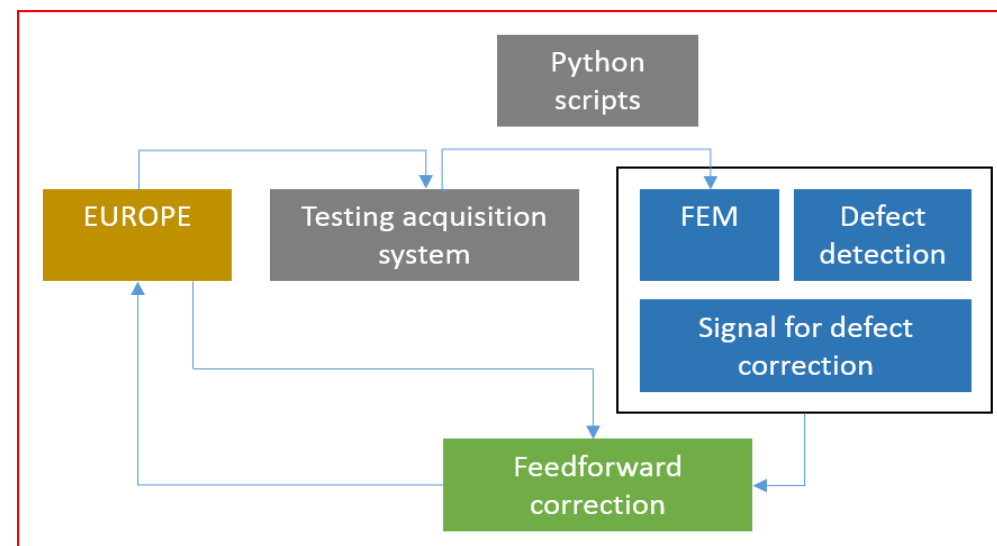 Python
scripts
EUROPE
Testing acquisition
system
FEM
Defect
detection
Signal for defect
correction
Feedforward
correction